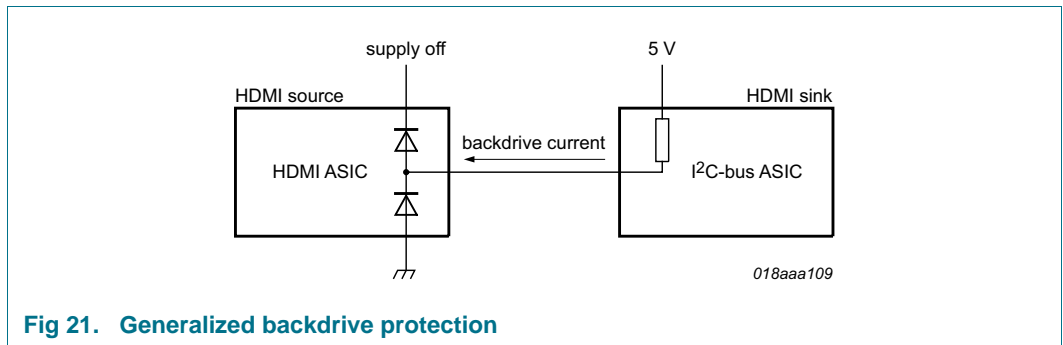 supply off
5 V
HDMI source
HDMI sink
backdrive current
HDMI ASIC
I2C-bus ASIC
018aaa109
Fig 21. Generalized backdrive protection